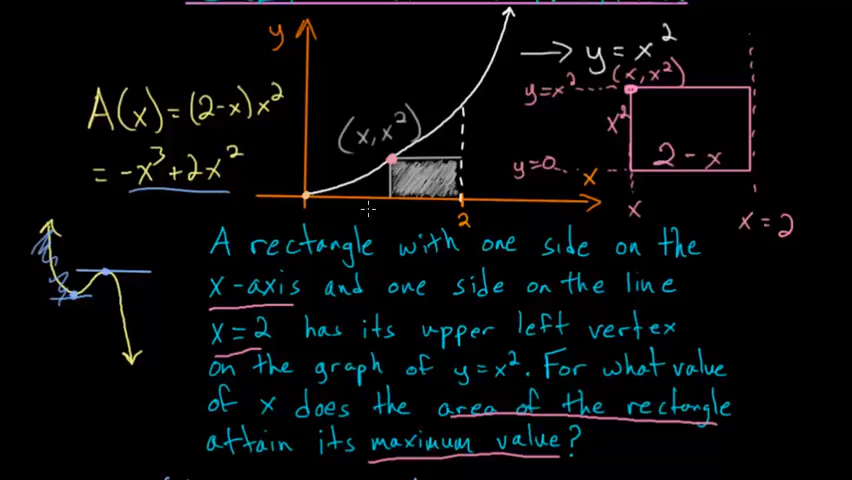 y
→ y = x²
(x, x²)
y = x²
A(x) = (2-x)x²
(x, x²)
x²
= -x³ + 2x²
y=0
2 - x
x
x
2
x = 2
A rectangle with one side on the
x-axis and one side on the line
x = 2 has its upper left vertex
on the graph of y = x². For what value
of x does the area of the rectangle
attain its maximum value?